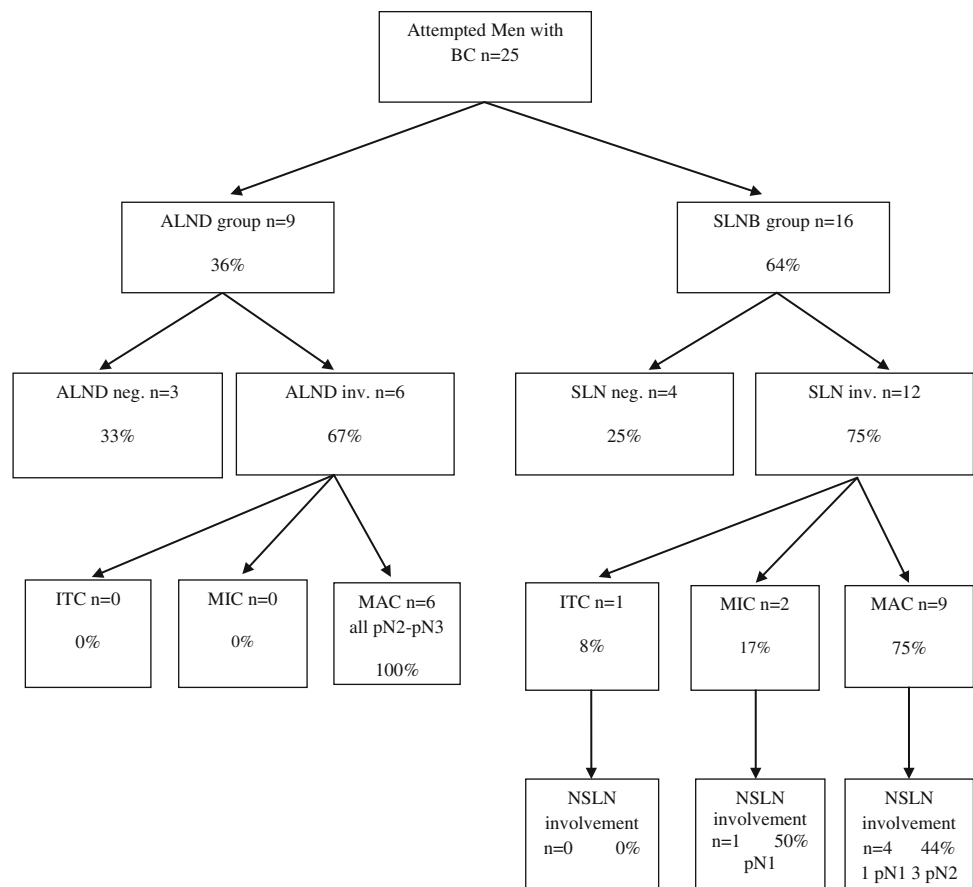 Attempted Men with
BC n=25
ALND group n=9
36%
SLNB group n=16
64%
ALND neg. n=3
33%
ALND inv. n=6
67%
SLN neg. n=4
25%
SLN inv. n=12
75%
ITC n=0
0%
MIC n=0
0%
MAC n=6
all pN2-pN3
100%
ITC n=1
8%
MIC n=2
17%
MAC n=9
75%
NSLN
involvement
n=0 0%
NSLN
involvement
n=1 50%
pN1
NSLN
involvement
n=4 44%
1 pN1 3 pN2